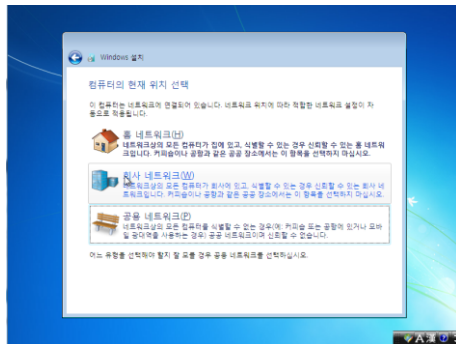 Windows 설치
컴퓨터의 현재 위치 선택
이 컴퓨터는 네트워크에 연결되어 있습니다. 네트워크 위치에 따라 적합한 네트워크 설정이 자
동으로 적용됩니다.
홈 네트워크(H)
네트워크상의 모든 컴퓨터가 집에 있고, 식별할 수 있는 경우 신뢰할 수 있는 홈 네트워
크입니다. 커피숍이나 공항과 같은 공공 장소에서는 이 항목을 선택하지 마십시오.
회사 네트워크(W)
네트워크상의 모든 컴퓨터가 회사에 있고, 식별할 수 있는 경우 신뢰할 수 있는 회사 네
트워크입니다. 커피숍이나 공항과 같은 공공 장소에서는 이 항목을 선택하지 마십시오.
공용 네트워크(P)
네트워크상의 모든 컴퓨터를 식별할 수 없는 경우(예: 커피숍 또는 공항에 있거나 모바
일 광대역을 사용하는 경우) 공공 네트워크이며 신뢰할 수 없습니다.
어느 유형을 선택해야 할지 잘 모를 경우 공용 네트워크를 선택하십시오.
A 漢